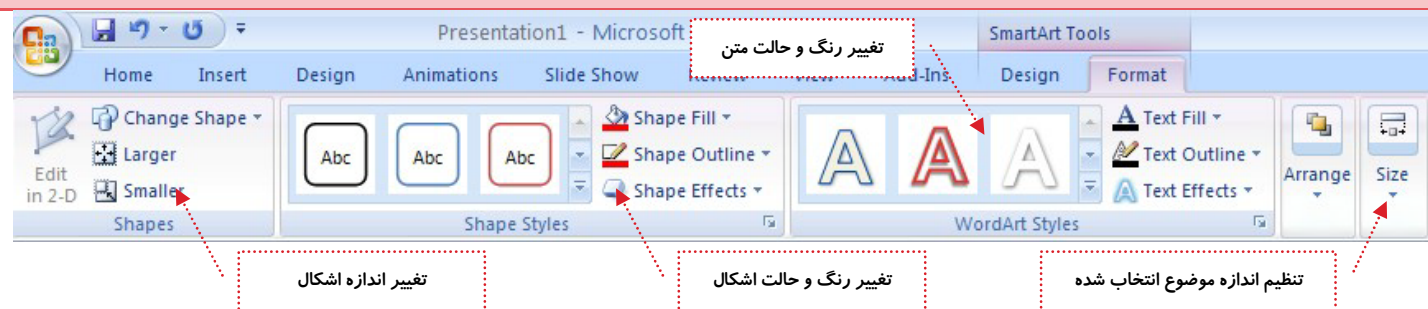 Presentation1 - Microsoft
SmartArt Tools
تغییر رنگ و حالت متن
Home Insert Design Animations Slide Show Design Format
Change Shape
Larger
Smaller
Edit
in 2-D
Shapes
Abc Abc Abc
Shape Fill
Shape Outline
Shape Effects
Shape Styles
A A A
Text Fill
Text Outline
Text Effects
WordArt Styles
Arrange
Size
تغییر اندازه اشکال
تغییر رنگ و حالت اشکال
تنظیم اندازه موضوع انتخاب شده